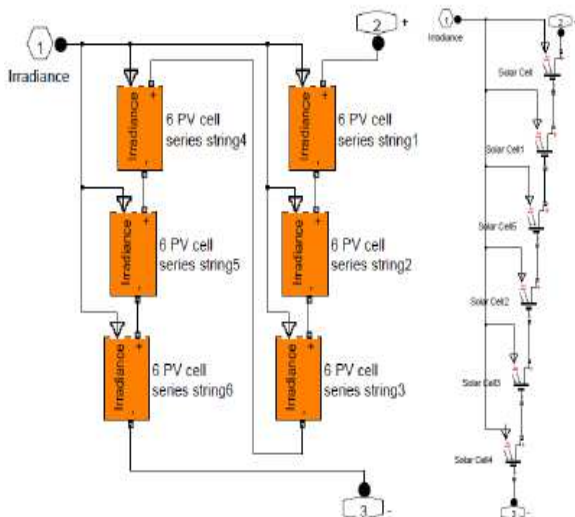 1
Irradiance
2
+
Irradiance
+
-
6 PV cell
series string4
Irradiance
+
-
6 PV cell
series string1
Irradiance
+
-
6 PV cell
series string5
Irradiance
+
-
6 PV cell
series string2
Irradiance
+
-
6 PV cell
series string6
Irradiance
+
-
6 PV cell
series string3
3
-
1
Irradiance
2
+
Solar Cell
Solar Cell1
Solar Cell5
Solar Cell2
Solar Cell3
Solar Cell4
-